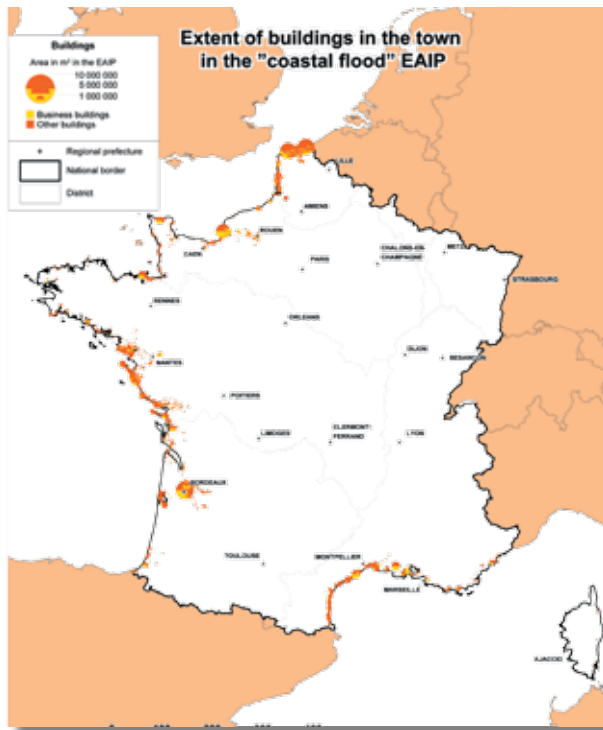 Extent of buildings in the town
in the "coastal flood" EAIP
Buildings
Area in m² in the EAIP
10 000 000
5 000 000
1 000 000
Business buildings
Other buildings
Regional prefecture
National border
District
LILLE
AMIENS
ROUEN
CAEN
CHALONS-EN-
CHAMPAGNE
METZ
PARIS
STRASBOURG
RENNES
ORLEANS
DIJON
BESANCON
NANTES
POITIERS
LIMOGES
CLERMONT-
FERRAND
LYON
BORDEAUX
TOULOUSE
MONTPELLIER
MARSEILLE
AJACCIO